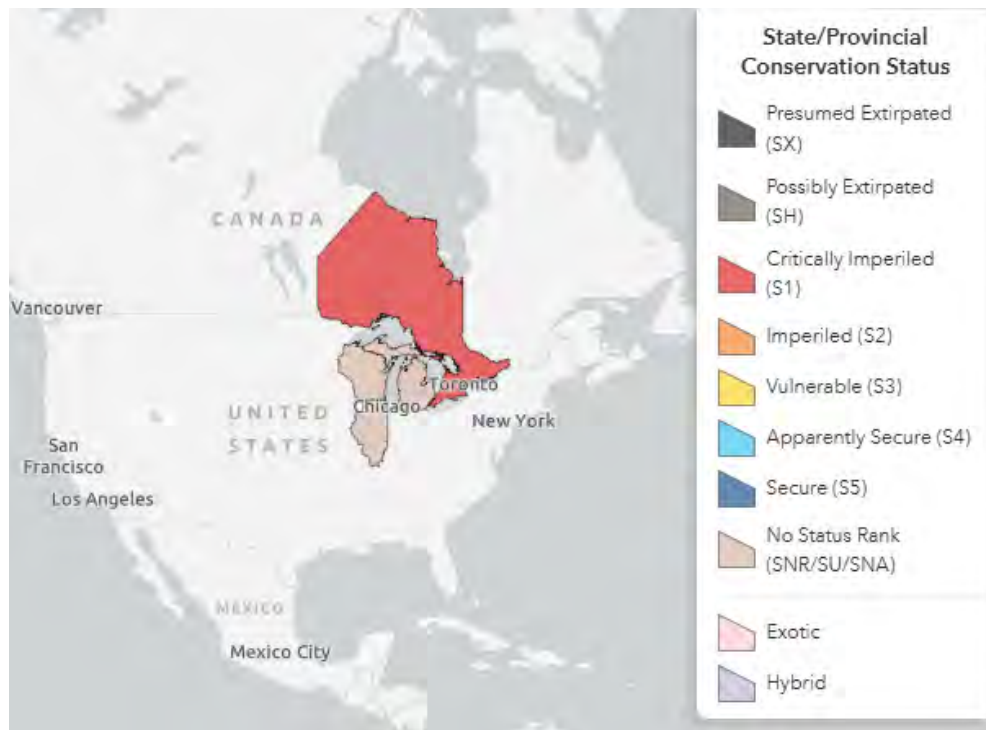 CANADA
Vancouver
Toronto
Chicago
New York
UNITED
STATES
San
Francisco
Los Angeles
MÉXICO
Mexico City
State/Provincial
Conservation Status
Presumed Extirpated
(SX)
Possibly Extirpated
(SH)
Critically Imperiled
(S1)
Imperiled (S2)
Vulnerable (S3)
Apparently Secure (S4)
Secure (S5)
No Status Rank
(SNR/SU/SNA)
Exotic
Hybrid